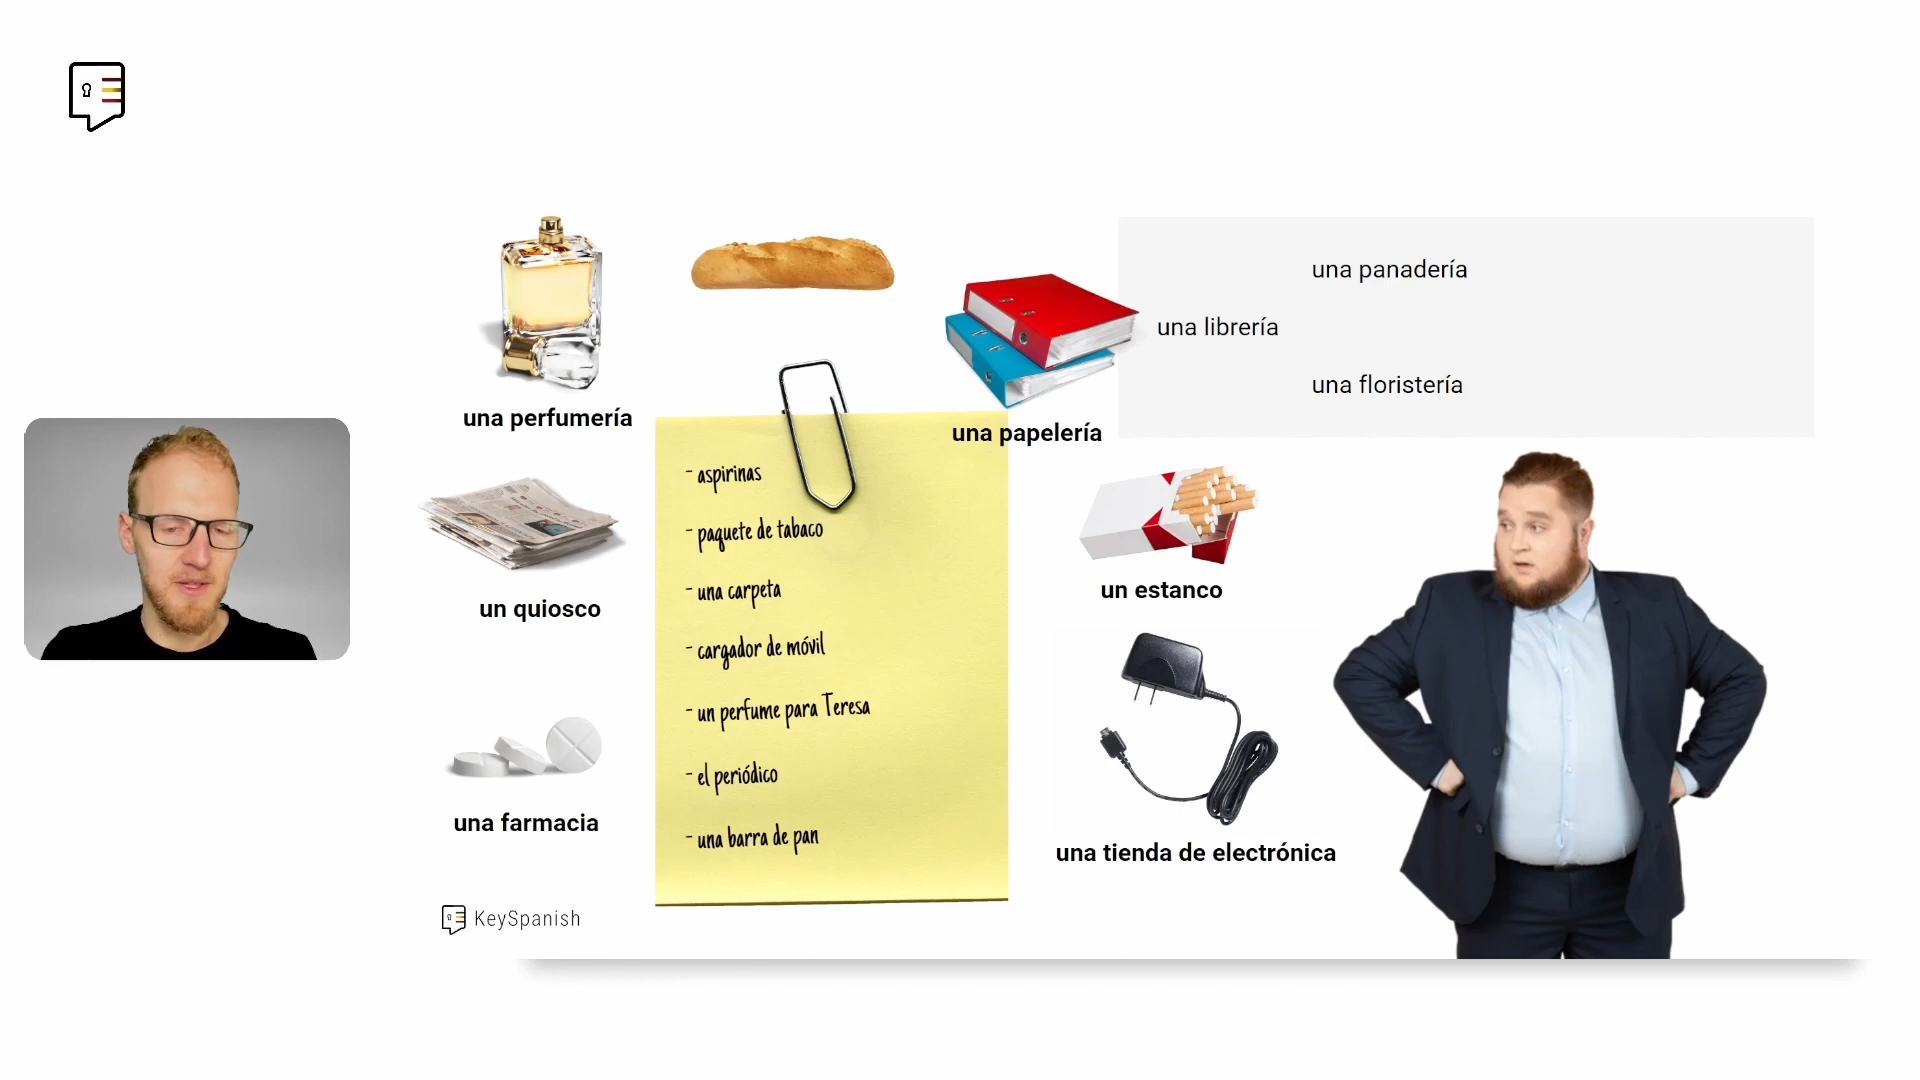 una panadería
una librería
una floristería
una perfumería
una papelería
- aspirinas
- paquete de tabaco
- una carpeta
- cargador de móvil
- un perfume para Teresa
- el periódico
- una barra de pan
un quiosco
un estanco
una farmacia
una tienda de electrónica
KeySpanish